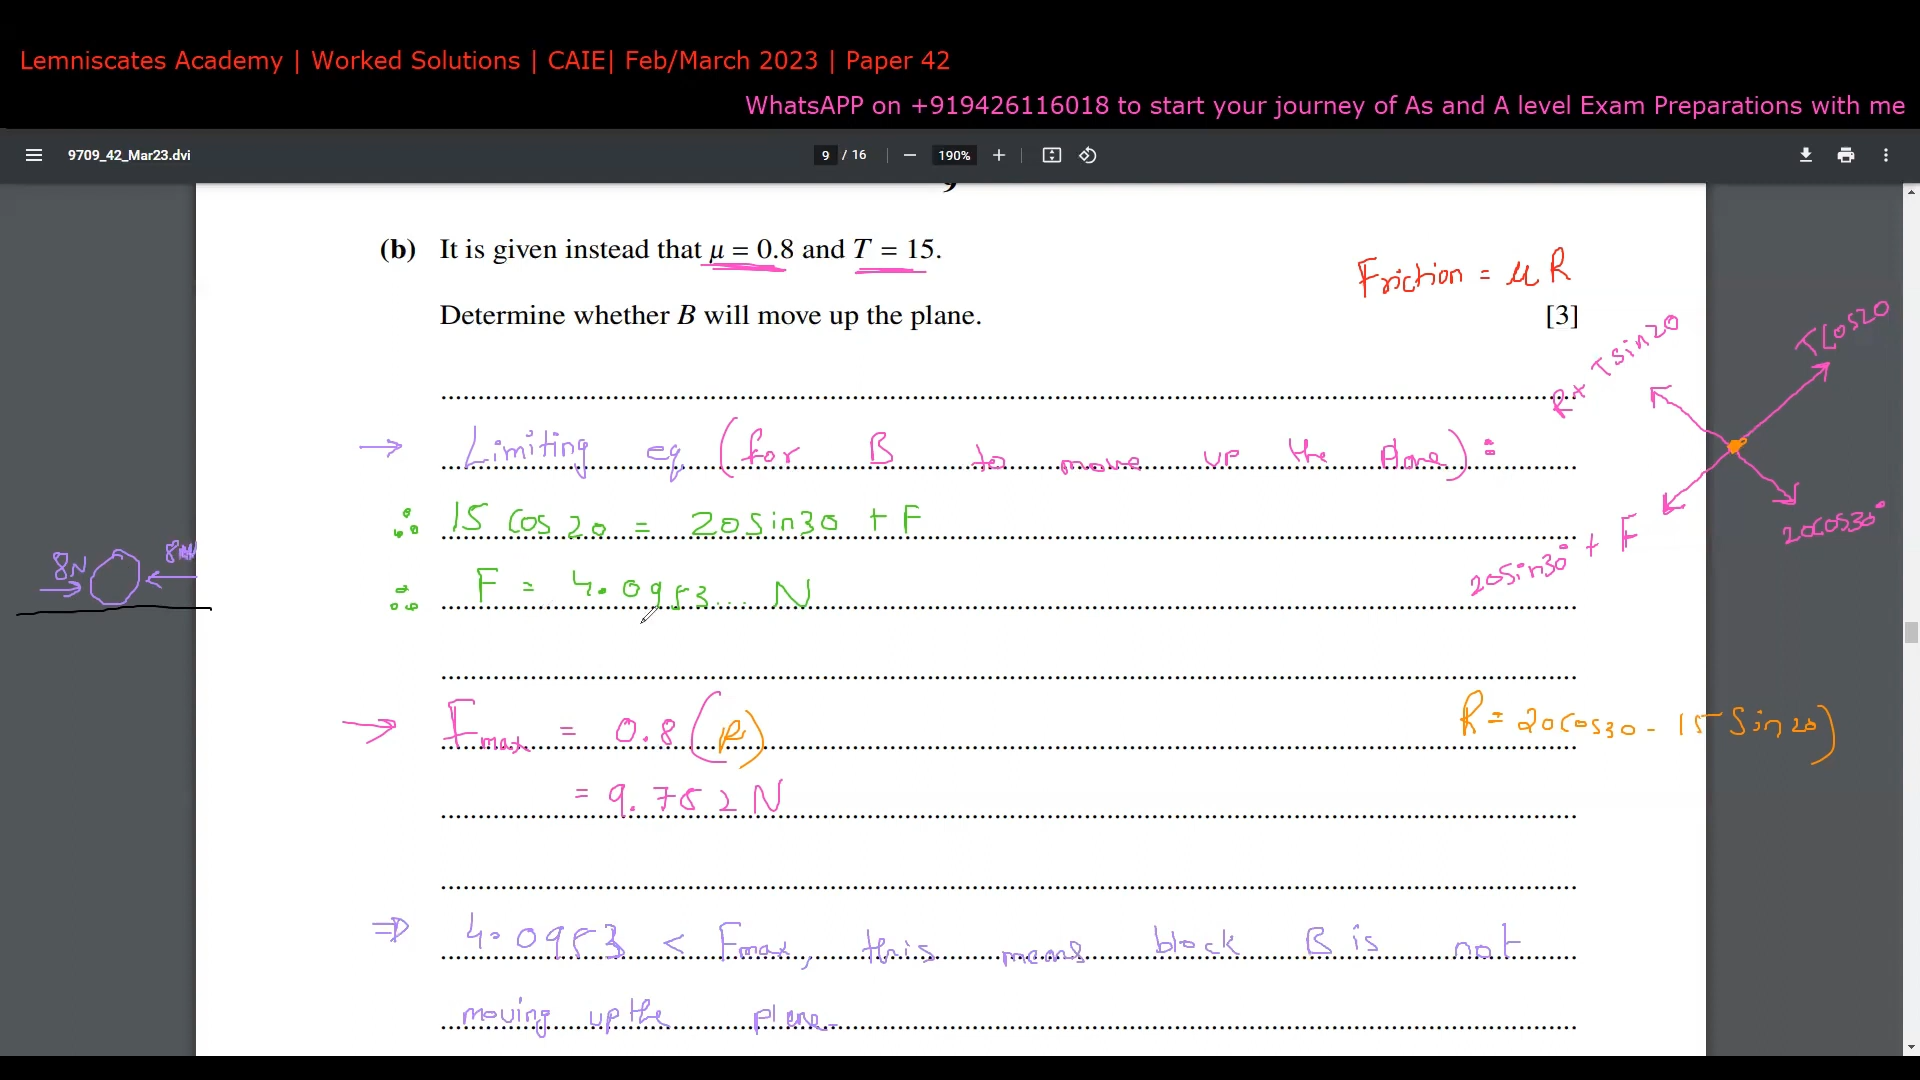 Lemniscates Academy | Worked Solutions | CAIE| Feb/March 2023 | Paper 42
WhatsAPP on +919426116018 to start your journey of As and A level Exam Preparations with me
9709_42_Mar23.dvi
9 / 16
190%
(b) It is given instead that μ = 0.8 and T = 15.
Friction = μ R
Determine whether B will move up the plane. [3]
R + Tsin20
Tcos20
→ Limiting eq (for B to move up the plane):
20cos30°
20sin30° + F
∴ 15 cos 20 = 20sin30 + F
8N
∴ F = 4.0953... N
→ Fmax = 0.8 (R)
R = 20cos30 - 15 Sin20)
= 9.752 N
⇒ 4.0953 < Fmax, this means block B is not
moving up the plane.